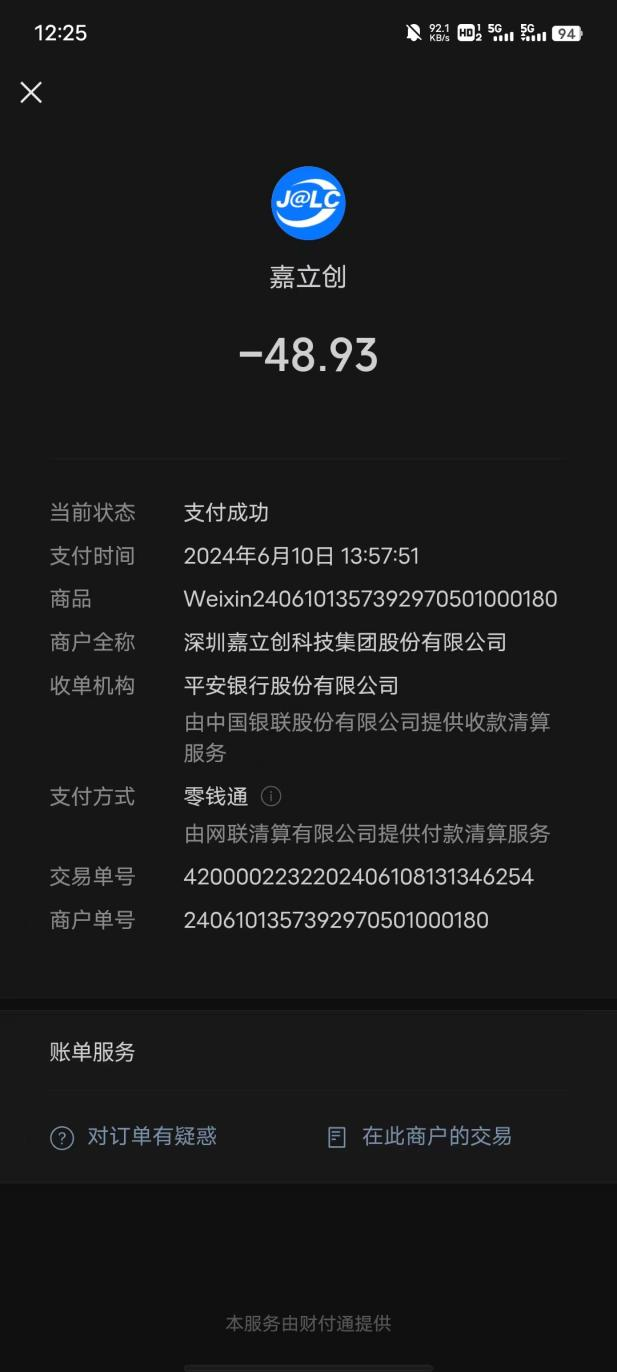 12:25
92.1 KB/s HD 1 2 5G 5G 94
J@LC
嘉立创
-48.93
当前状态 支付成功
支付时间 2024年6月10日 13:57:51
商品 Weixin2406101357392970501000180
商户全称 深圳嘉立创科技集团股份有限公司
收单机构 平安银行股份有限公司
由中国银联股份有限公司提供收款清算
服务
支付方式 零钱通
由网联清算有限公司提供付款清算服务
交易单号 4200002232202406108131346254
商户单号 2406101357392970501000180
账单服务
对订单有疑惑 在此商户的交易
本服务由财付通提供